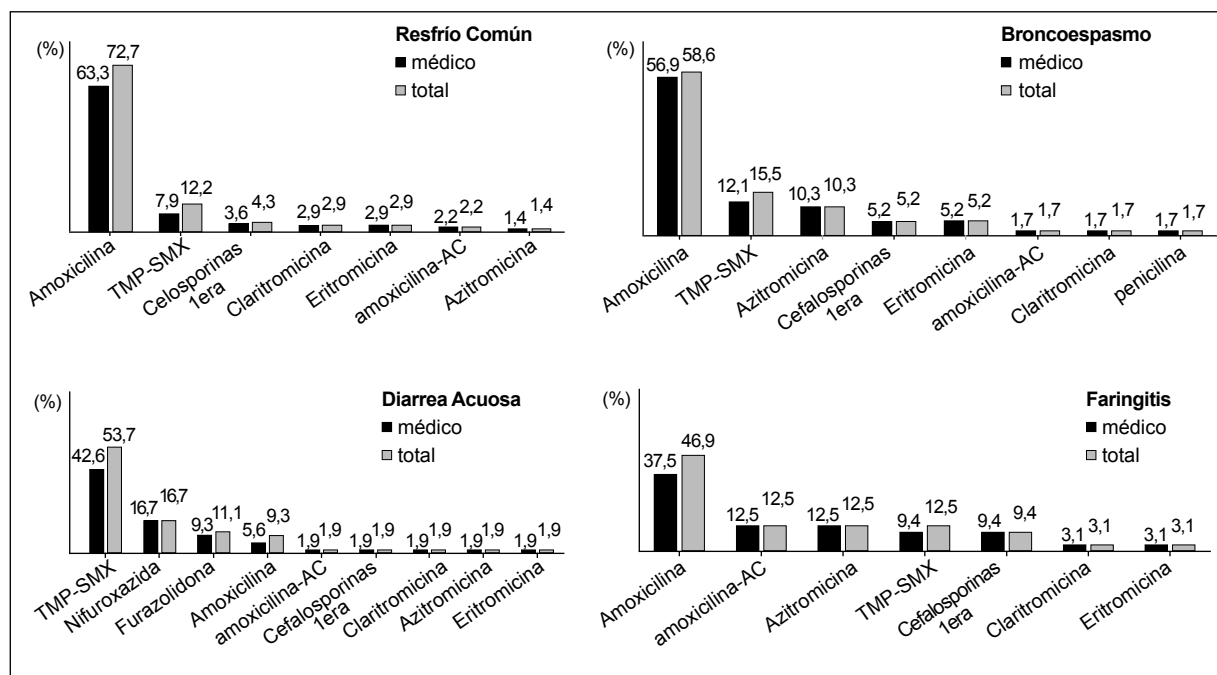 Resfrío Común
(%)
médico
total
63,3 72,7
7,9 12,2
3,6 4,3
2,9 2,9
2,9 2,9
2,2 2,2
1,4 1,4
Amoxicilina
TMP-SMX
Celosporinas
1era
Claritromicina
Eritromicina
amoxicilina-AC
Azitromicina
Broncoespasmo
(%)
médico
total
56,9 58,6
12,1 15,5
10,3 10,3
5,2 5,2
5,2 5,2
1,7 1,7
1,7 1,7
1,7 1,7
Amoxicilina
TMP-SMX
Azitromicina
Cefalosporinas
1era
Eritromicina
amoxicilina-AC
Claritromicina
penicilina
Diarrea Acuosa
(%)
médico
total
42,6 53,7
16,7 16,7
9,3 11,1
5,6 9,3
1,9 1,9
1,9 1,9
1,9 1,9
1,9 1,9
1,9 1,9
TMP-SMX
Nifuroxazida
Furazolidona
Amoxicilina
amoxicilina-AC
Cefalosporinas
1era
Claritromicina
Azitromicina
Eritromicina
Faringitis
(%)
médico
total
37,5 46,9
12,5 12,5
12,5 12,5
9,4 12,5
9,4 9,4
3,1 3,1
3,1 3,1
Amoxicilina
amoxicilina-AC
Azitromicina
TMP-SMX
Cefalosporinas
1era
Claritromicina
Eritromicina